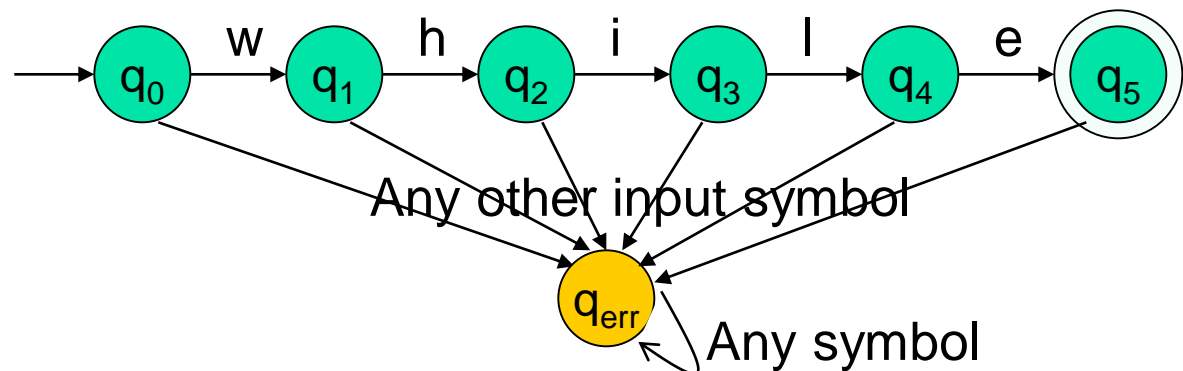 w h i l e
q₀ q₁ q₂ q₃ q₄ q₅
Any other input symbol
qₑᵣᵣ
Any symbol